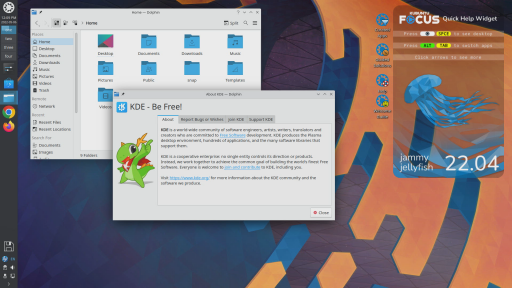 Home — Dolphin
Home
Split
Places
Home
Desktop
Documents
Downloads
Music
Pictures
Videos
Trash
Remote
Network
Recent
Recent Files
Recent Locations
Search For
Documents
Images
Desktop
Documents
Downloads
Music
Pictures
Public
snap
Templates
Videos
9 Folders
About KDE — Dolphin
KDE - Be Free!
About
Report Bugs or Wishes
Join KDE
Support KDE
KDE is a world-wide community of software engineers, artists, writers, translators and
creators who are committed to Free Software development. KDE produces the Plasma
desktop environment, hundreds of applications, and the many software libraries that
support them.
KDE is a cooperative enterprise: no single entity controls its direction or products.
Instead, we work together to achieve the common goal of building the world's finest Free
Software. Everyone is welcome to join and contribute to KDE, including you.
Visit https://www.kde.org/ for more information about the KDE community and the
software we produce.
Close
KUBUNTU
FOCUS
Quick Help Widget
Press
SPCE
to see desktop
Press ALT TAB to switch apps
Click arrows to see more
Help
jammy
jellyfish
22.04